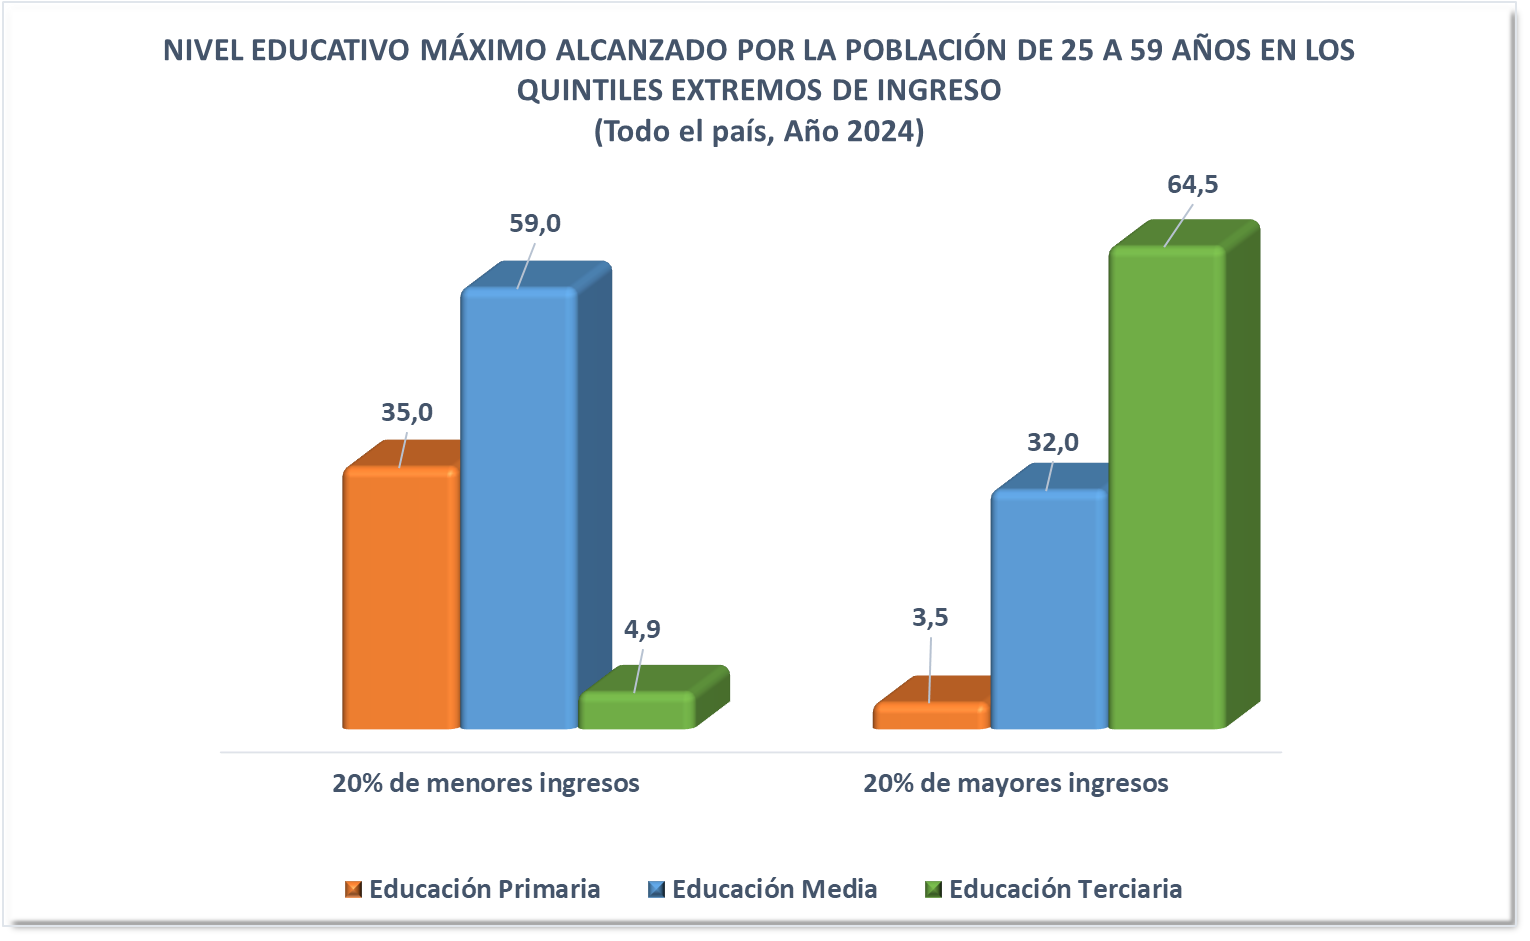 NIVEL EDUCATIVO MÁXIMO ALCANZADO POR LA POBLACIÓN DE 25 A 59 AÑOS EN LOS
QUINTILES EXTREMOS DE INGRESO
(Todo el país, Año 2024)
59,0
35,0
4,9
64,5
32,0
3,5
20% de menores ingresos
20% de mayores ingresos
Educación Primaria
Educación Media
Educación Terciaria